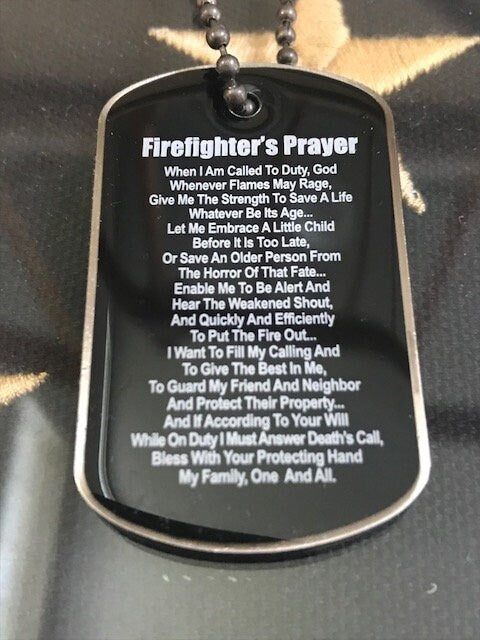 Firefighter's Prayer
When I Am Called To Duty, God
Whenever Flames May Rage,
Give Me The Strength To Save A Life
Whatever Be Its Age...
Let Me Embrace A Little Child
Before It Is Too Late,
Or Save An Older Person From
The Horror Of That Fate...
Enable Me To Be Alert And
Hear The Weakened Shout,
And Quickly And Efficiently
To Put The Fire Out...
I Want To Fill My Calling And
To Give The Best In Me,
To Guard My Friend And Neighbor
And Protect Their Property...
And If According To Your Will
While On Duty I Must Answer Death's Call,
Bless With Your Protecting Hand
My Family, One And All.